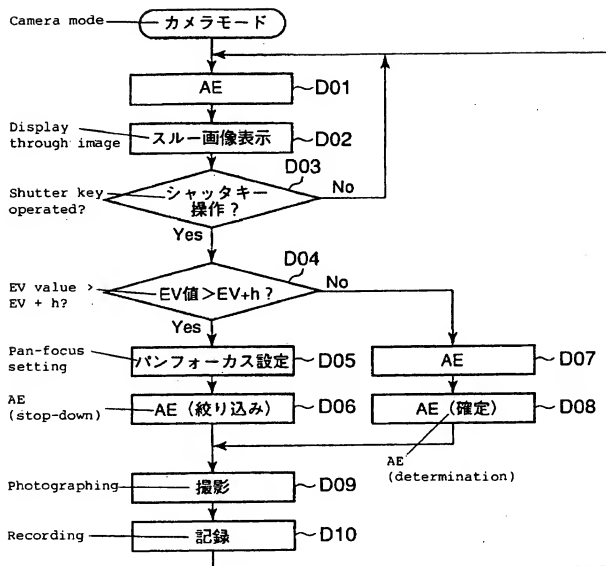 Camera mode
カメラモード
AE
D01
Display
through image
スルー画像表示
D02
D03
Shutter key
operated?
シャッタキー
操作?
No
Yes
D04
EV value >
EV + h?
EV値>EV+h?
No
Yes
Pan-focus
setting
パンフォーカス設定
D05
AE
D07
AE
(stop-down)
AE(絞り込み)
D06
AE(確定)
D08
AE
(determination)
Photographing
撮影
D09
Recording
記録
D10